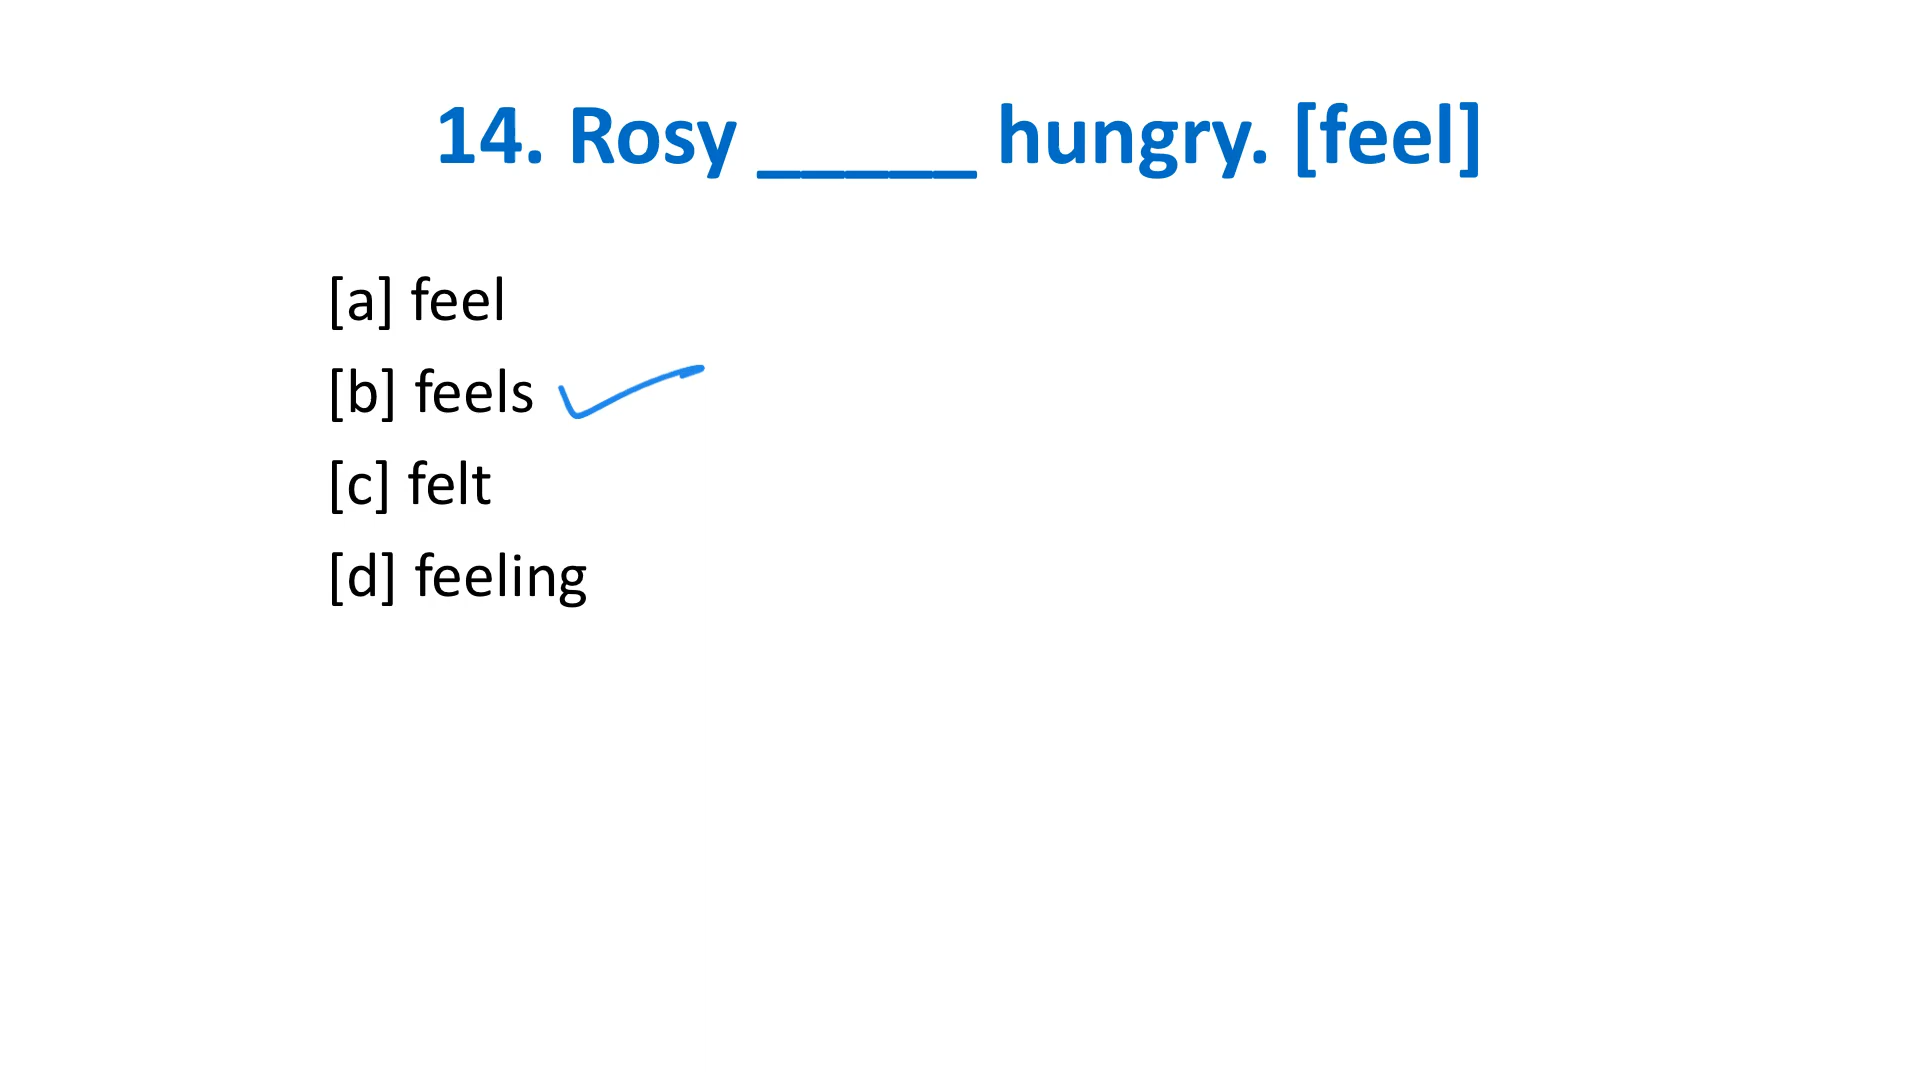 14. Rosy _____ hungry. [feel]
[a] feel
[b] feels
[c] felt
[d] feeling